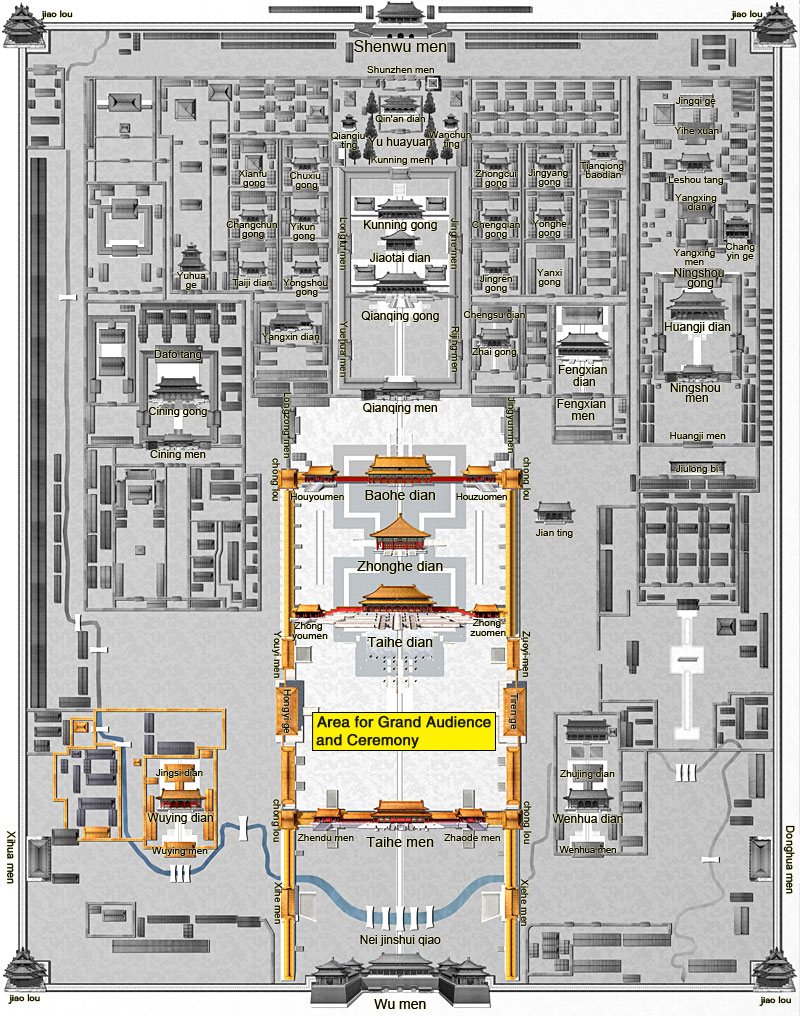 jiao lou
jiao lou
Shenwu men
Shunzhen men
Qin'an dian
Qianqiu
ting
Wanchun
ting
Yu huayuan
Kunning men
Jingqi ge
Yihe xuan
Xianfu
gong
Chuxiu
gong
Zhongcui
gong
Jingyang
gong
Tianqiong
baodian
Leshou tang
Yangxing
dian
Changchun
gong
Yikun
gong
Kunning gong
Chengqian
gong
Yonghe
gong
Chang
yin ge
Longfu men
Jinghe men
Jiaotai dian
Yangxing
men
Yuhua
ge
Taiji dian
Yongshou
gong
Jingren
gong
Yanxi
gong
Ningshou
gong
Qianqing gong
Chengsu dian
Huangji dian
Yangxin dian
Yuehua men
Rijing men
Zhai gong
Dafo tang
Fengxian
dian
Cining gong
Qianqing men
Fengxian
men
Ningshou
men
Longzong men
Jingyun men
Cining men
Huangji men
chong lou
chong lou
Jiulong bi
Houyoumen
Baohe dian
Houzuomen
Jian ting
Zhonghe dian
Zhong
youmen
Taihe dian
Zhong
zuomen
Youyi men
Zuoyi men
Hongyi ge
Tiren ge
Area for Grand Audience
and Ceremony
Jingsi dian
Zhujing dian
Wuying dian
Wenhua dian
chong lou
chong lou
Xihua men
Donghua men
Wuying men
Zhendu men
Taihe men
Zhaode men
Wenhua men
Xihe men
Xiehe men
Nei jinshui qiao
jiao lou
Wu men
jiao lou